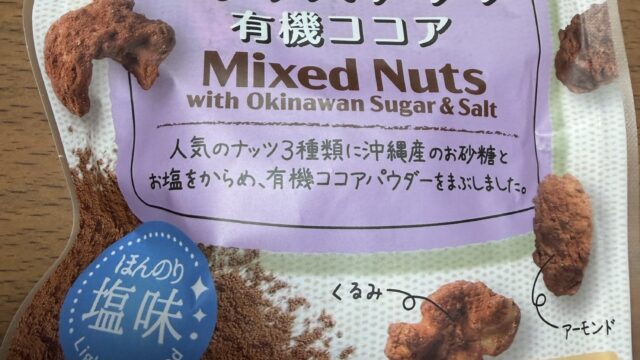 有機ココア
Mixed Nuts
with Okinawan Sugar & Salt
人気のナッツ3種類に沖縄産のお砂糖と
お塩をからめ、有機ココアパウダーをまぶしました。
ほんのり
塩味
くるみ
アーモンド